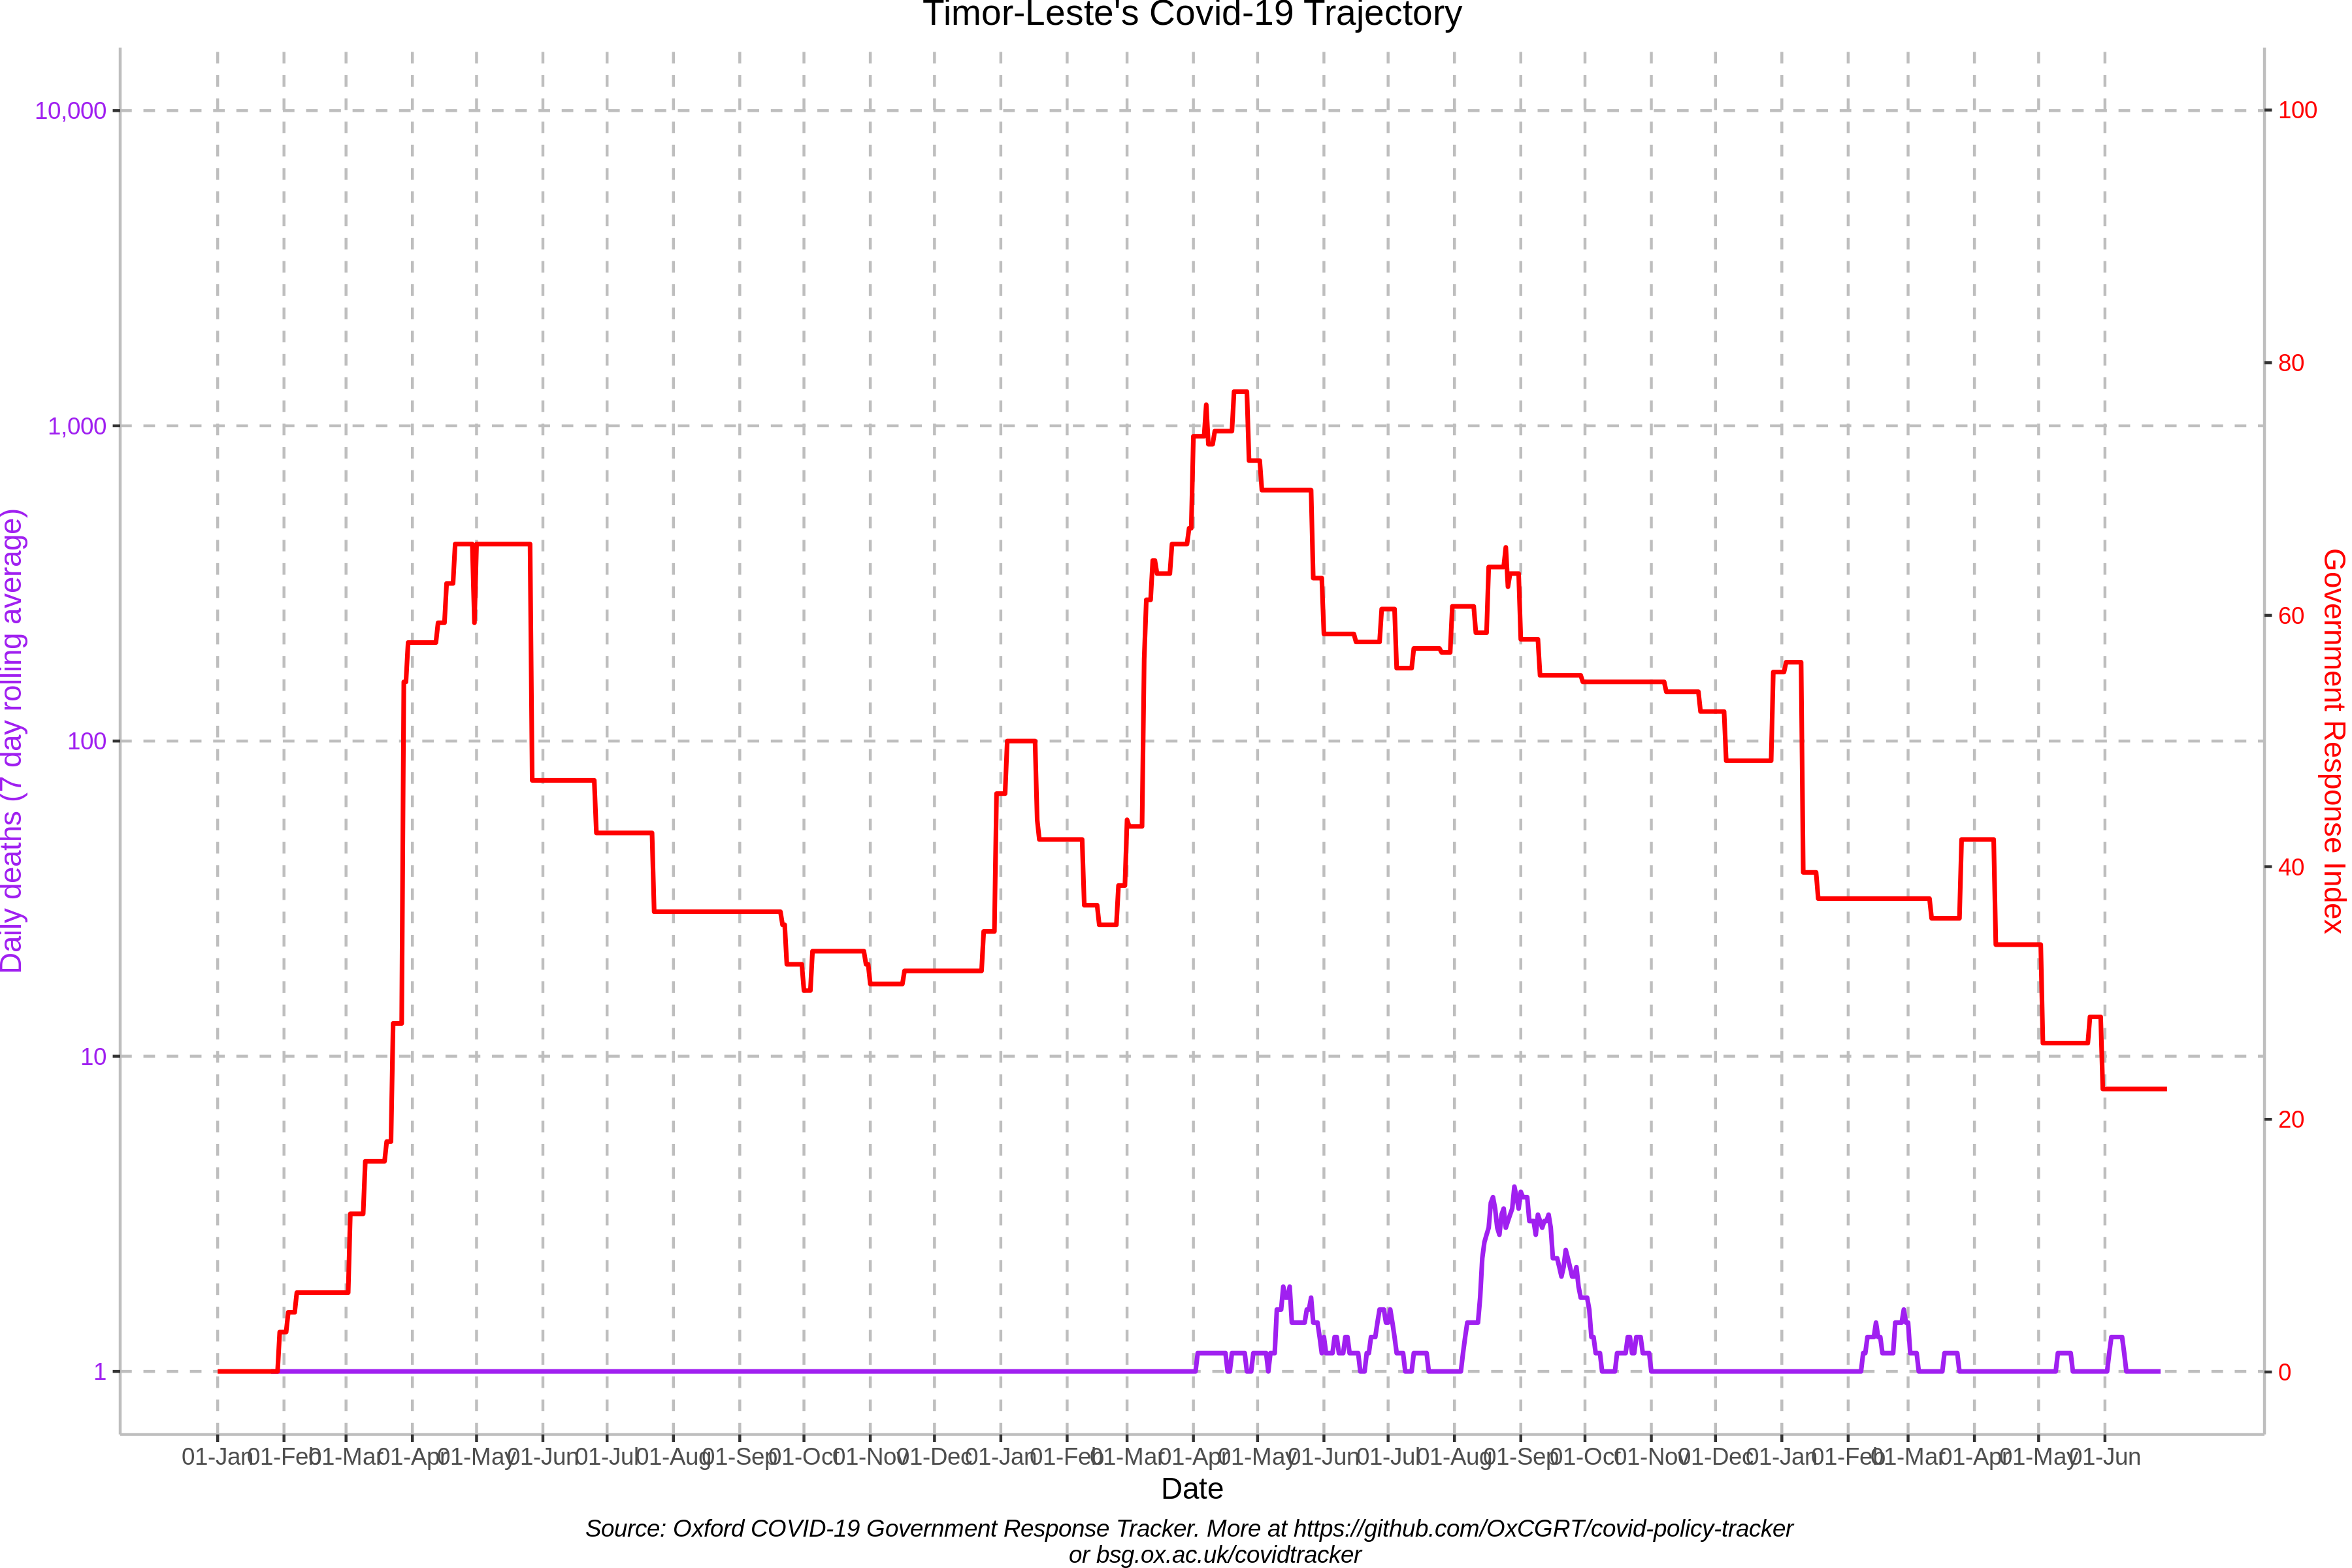 Timor-Leste's Covid-19 Trajectory
10,000
1,000
100
10
1
Daily deaths (7 day rolling average)
100
80
60
40
20
0
Government Response Index
01-Jan 01-Feb 01-Mar 01-Apr 01-May 01-Jun 01-Jul 01-Aug 01-Sep 01-Oct 01-Nov 01-Dec 01-Jan 01-Feb 01-Mar 01-Apr 01-May 01-Jun 01-Jul 01-Aug 01-Sep 01-Oct 01-Nov 01-Dec 01-Jan 01-Feb 01-Mar 01-Apr 01-May 01-Jun
Date
Source: Oxford COVID-19 Government Response Tracker. More at https://github.com/OxCGRT/covid-policy-tracker
or bsg.ox.ac.uk/covidtracker